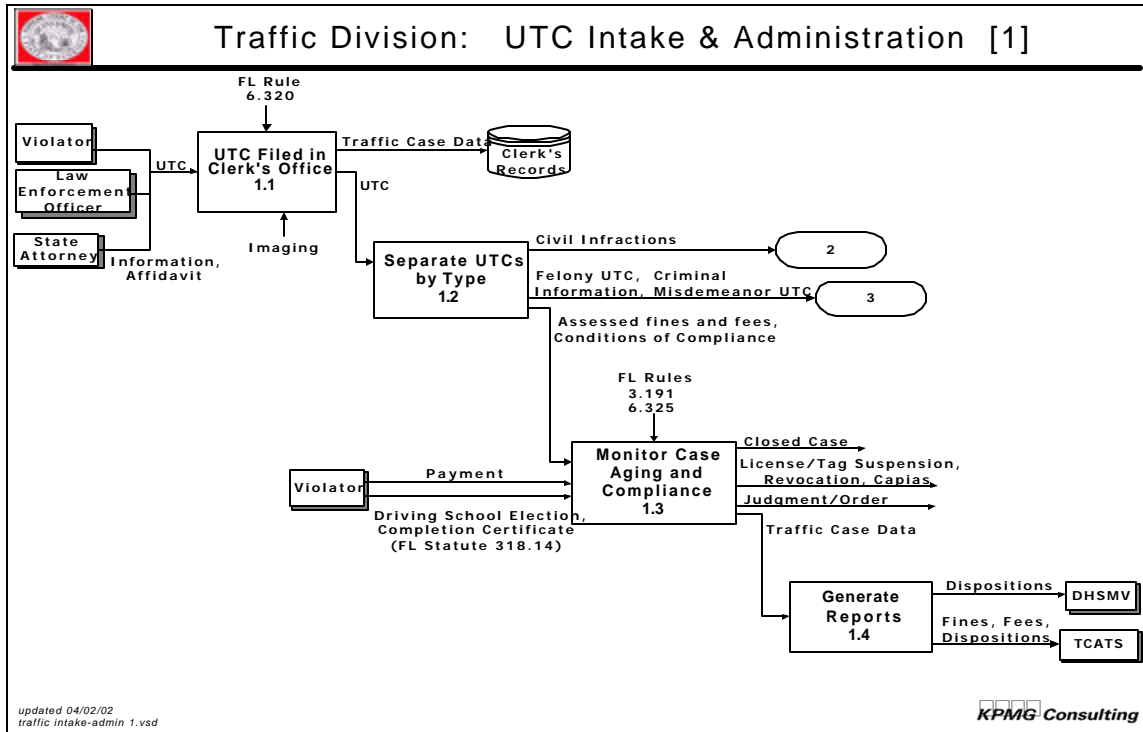 Traffic Division: UTC Intake & Administration [1]
FL Rule
6.320
Violator
Law
Enforcement
Officer
State
Attorney
UTC
Information,
Affidavit
UTC Filed in
Clerk's Office
1.1
Imaging
Traffic Case Data
Clerk's
Records
UTC
Separate UTCs
by Type
1.2
Civil Infractions
2
Felony UTC, Criminal
Information, Misdemeanor UTC
3
Assessed fines and fees,
Conditions of Compliance
FL Rules
3.191
6.325
Violator
Payment
Driving School Election,
Completion Certificate
(FL Statute 318.14)
Monitor Case
Aging and
Compliance
1.3
Closed Case
License/Tag Suspension,
Revocation, Capias
Judgment/Order
Traffic Case Data
Generate
Reports
1.4
Dispositions
DHSMV
Fines, Fees,
Dispositions
TCATS
updated 04/02/02
traffic intake-admin 1.vsd
KPMG Consulting